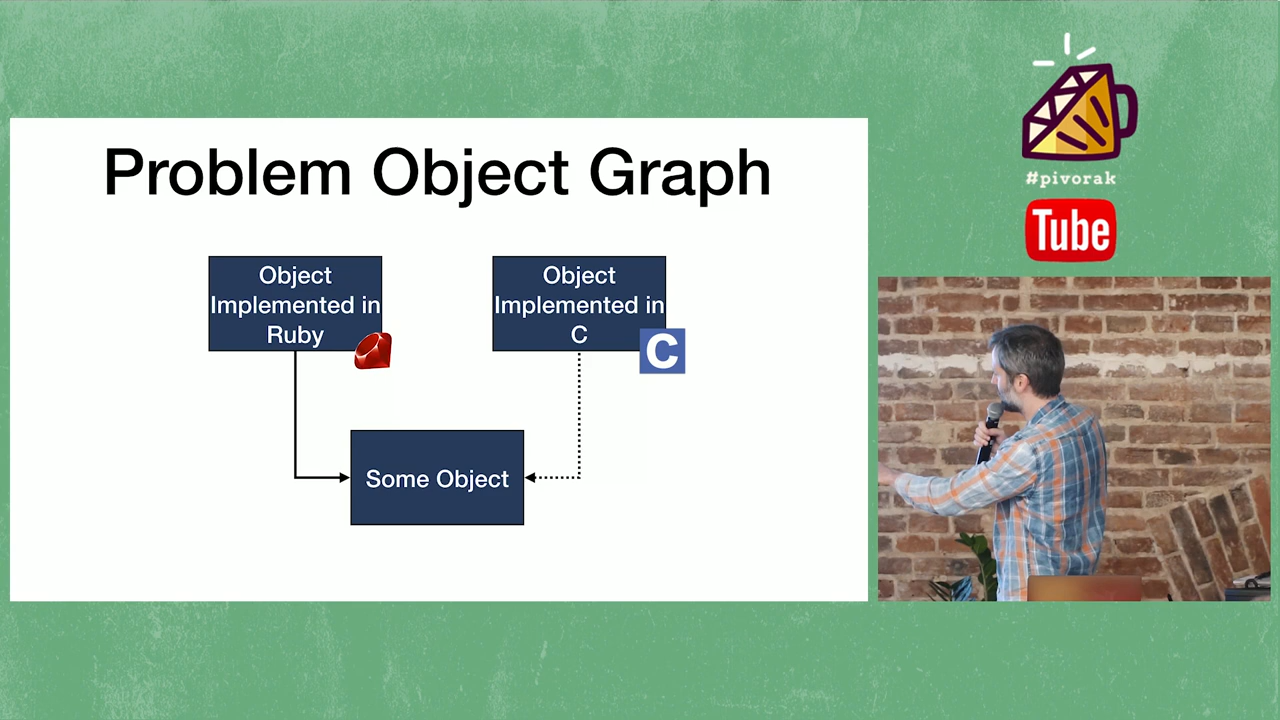 Problem Object Graph
Object
Implemented in
Ruby
Object
Implemented in
C
C
Some Object
#pivorak
Tube